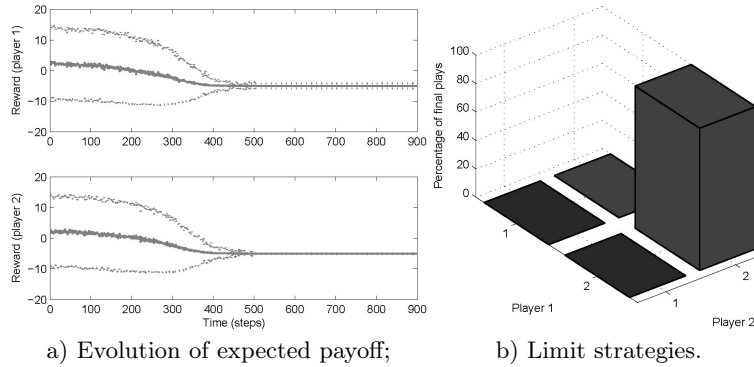 20
10
0
−10
−20
Reward (player 1)
0 100 200 300 400 500 600 700 800 900
20
10
0
−10
−20
Reward (player 2)
0 100 200 300 400 500 600 700 800 900
Time (steps)
a) Evolution of expected payoff;
100
80
60
40
20
0
Percentage of final plays
1
2
Player 1
1
2
Player 2
b) Limit strategies.